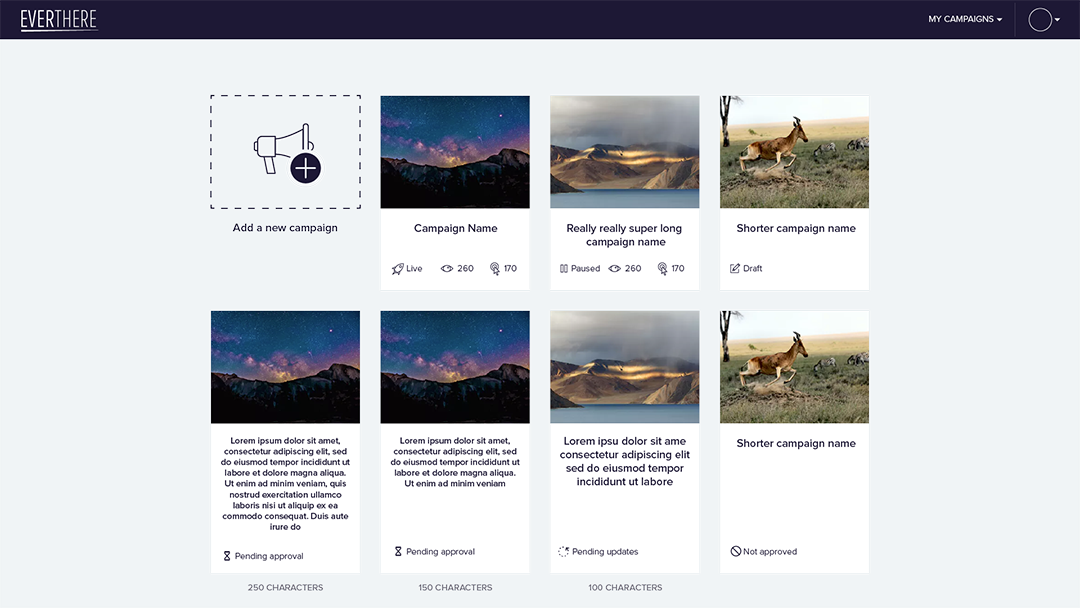 EVERTHERE
MY CAMPAIGNS
Add a new campaign
Campaign Name
Live 260 170
Really really super long
campaign name
Paused 260 170
Shorter campaign name
Draft
Lorem ipsum dolor sit amet,
consectetur adipiscing elit, sed
do eiusmod tempor incididunt ut
labore et dolore magna aliqua.
Ut enim ad minim veniam, quis
nostrud exercitation ullamco
laboris nisi ut aliquip ex ea
commodo consequat. Duis aute
irure do
Pending approval
250 CHARACTERS
Lorem ipsum dolor sit amet,
consectetur adipiscing elit, sed
do eiusmod tempor incididunt ut
labore et dolore magna aliqua.
Ut enim ad minim veniam
Pending approval
150 CHARACTERS
Lorem ipsu dolor sit ame
consectetur adipiscing elit
sed do eiusmod tempor
incididunt ut labore
Pending updates
100 CHARACTERS
Shorter campaign name
Not approved